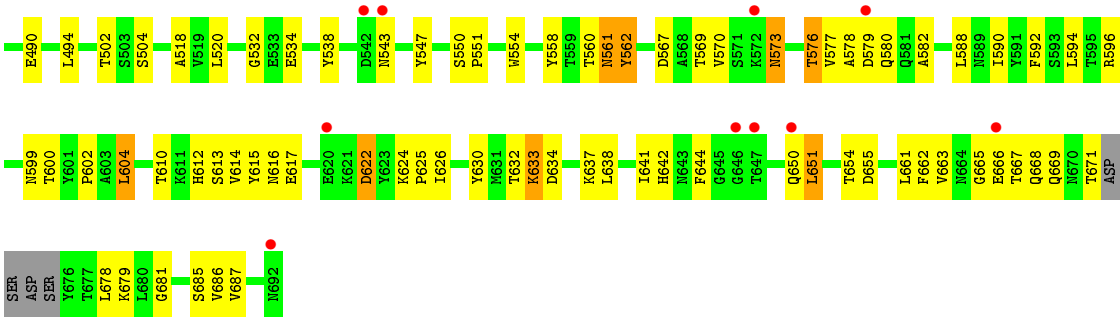 E490 L494 T502 S503 S504 A518 V519 L520 G532 E533 E534 Y538 D542 N543 Y547 S550 P551 W554 Y558 T559 T560 N561 Y562 D567 A568 T569 V570 S571 K572 N573 T576 V577 A578 D579 Q580 Q581 A582 L588 N589 I590 Y591 F592 S593 L594 T595 R596
N599 T600 Y601 P602 A603 L604 T610 K611 H612 S613 V614 Y615 N616 E617 E620 K621 D622 Y623 K624 P625 I626 Y630 M631 T632 K633 D634 K637 L638 I641 H642 N643 F644 G645 G646 T647 Q650 L651 T654 D655 L661 F662 V663 N664 G665 E666 T667 Q668 Q669 N670 T671 ASP
SER ASP SER Y676 T677 L678 K679 L680 G681 S685 V686 V687 N692